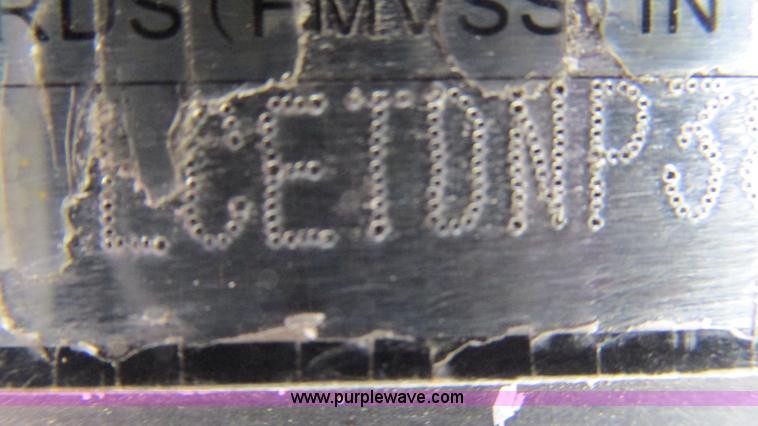 RDS (FMVSS) IN
LCETDNP3
www.purplewave.com